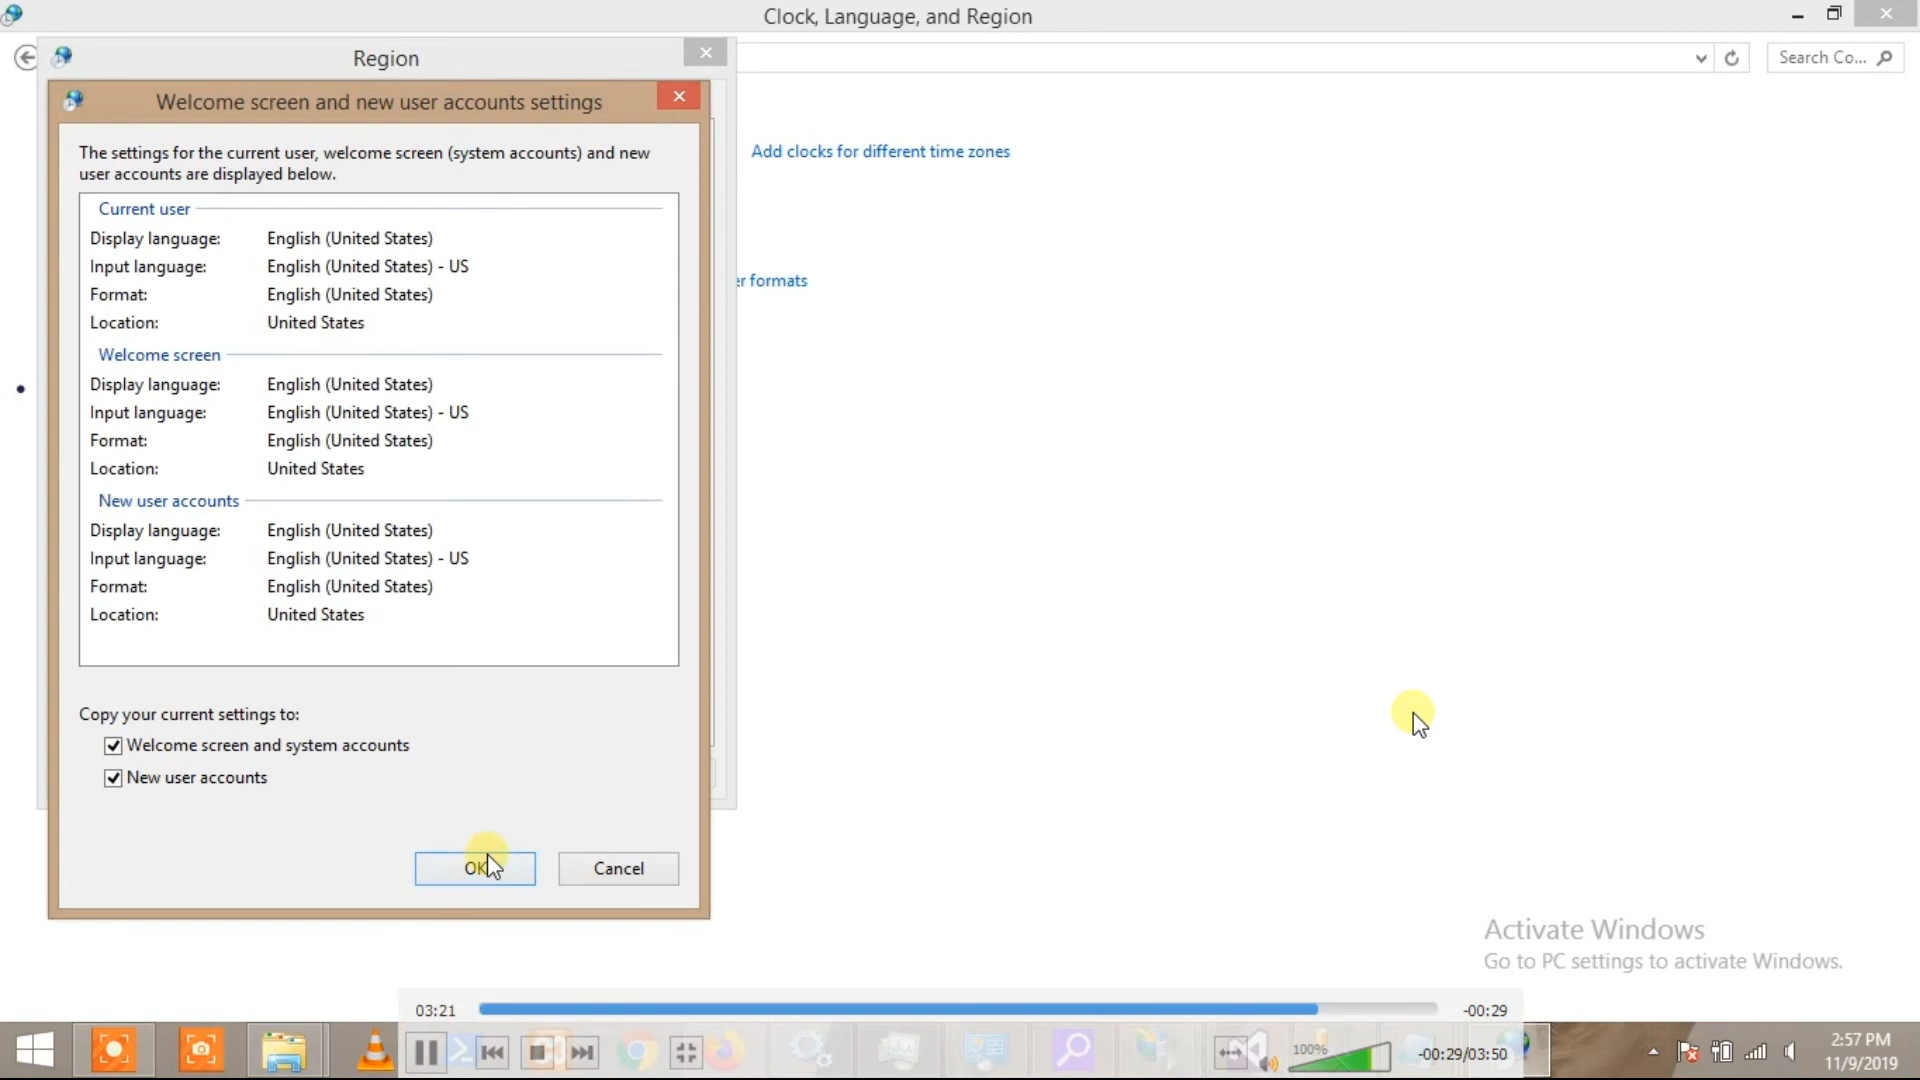 Clock, Language, and Region
Region
Search Co...
Welcome screen and new user accounts settings
The settings for the current user, welcome screen (system accounts) and new
user accounts are displayed below.
Add clocks for different time zones
Current user
Display language: English (United States)
Input language: English (United States) - US
er formats
Format: English (United States)
Location: United States
Welcome screen
Display language: English (United States)
Input language: English (United States) - US
Format: English (United States)
Location: United States
New user accounts
Display language: English (United States)
Input language: English (United States) - US
Format: English (United States)
Location: United States
Copy your current settings to:
Welcome screen and system accounts
New user accounts
OK
Cancel
Activate Windows
Go to PC settings to activate Windows.
03:21
-00:29
100%
-00:29/03:50
2:57 PM
11/9/2019